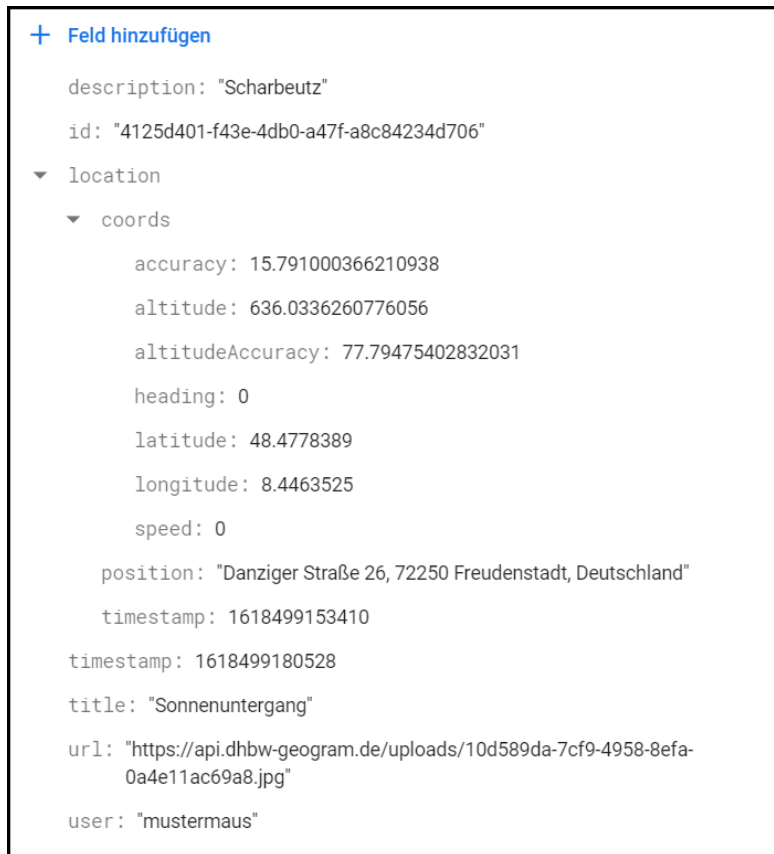 + Feld hinzufügen
description: "Scharbeutz"
id: "4125d401-f43e-4db0-a47f-a8c84234d706"
location
coords
accuracy: 15.791000366210938
altitude: 636.0336260776056
altitudeAccuracy: 77.79475402832031
heading: 0
latitude: 48.4778389
longitude: 8.4463525
speed: 0
position: "Danziger Straße 26, 72250 Freudenstadt, Deutschland"
timestamp: 1618499153410
timestamp: 1618499180528
title: "Sonnenuntergang"
url: "https://api.dhbw-geogram.de/uploads/10d589da-7cf9-4958-8efa-
0a4e11ac69a8.jpg"
user: "mustermaus"